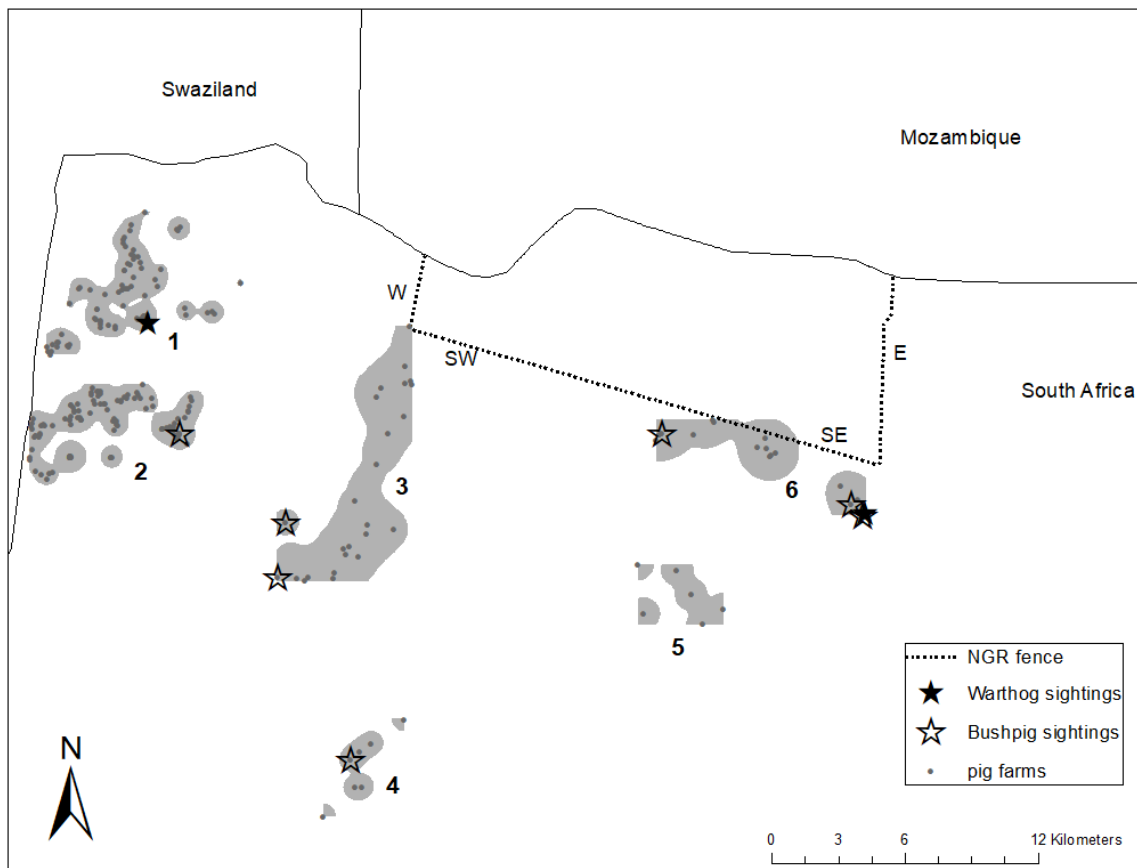 Swaziland
Mozambique
W
SW
E
South Africa
1
2
3
SE
6
5
4
NGR fence
Warthog sightings
Bushpig sightings
pig farms
N
0 3 6 12 Kilometers